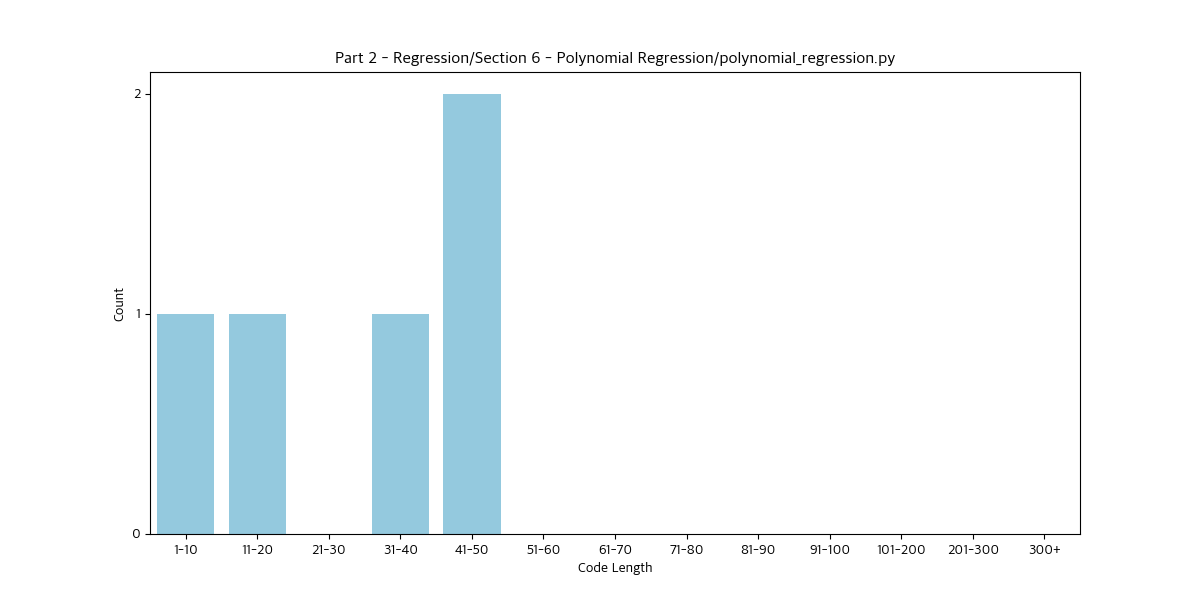 Part 2 - Regression/Section 6 - Polynomial Regression/polynomial_regression.py
2
1
0
Count
1-10 11-20 21-30 31-40 41-50 51-60 61-70 71-80 81-90 91-100 101-200 201-300 300+
Code Length